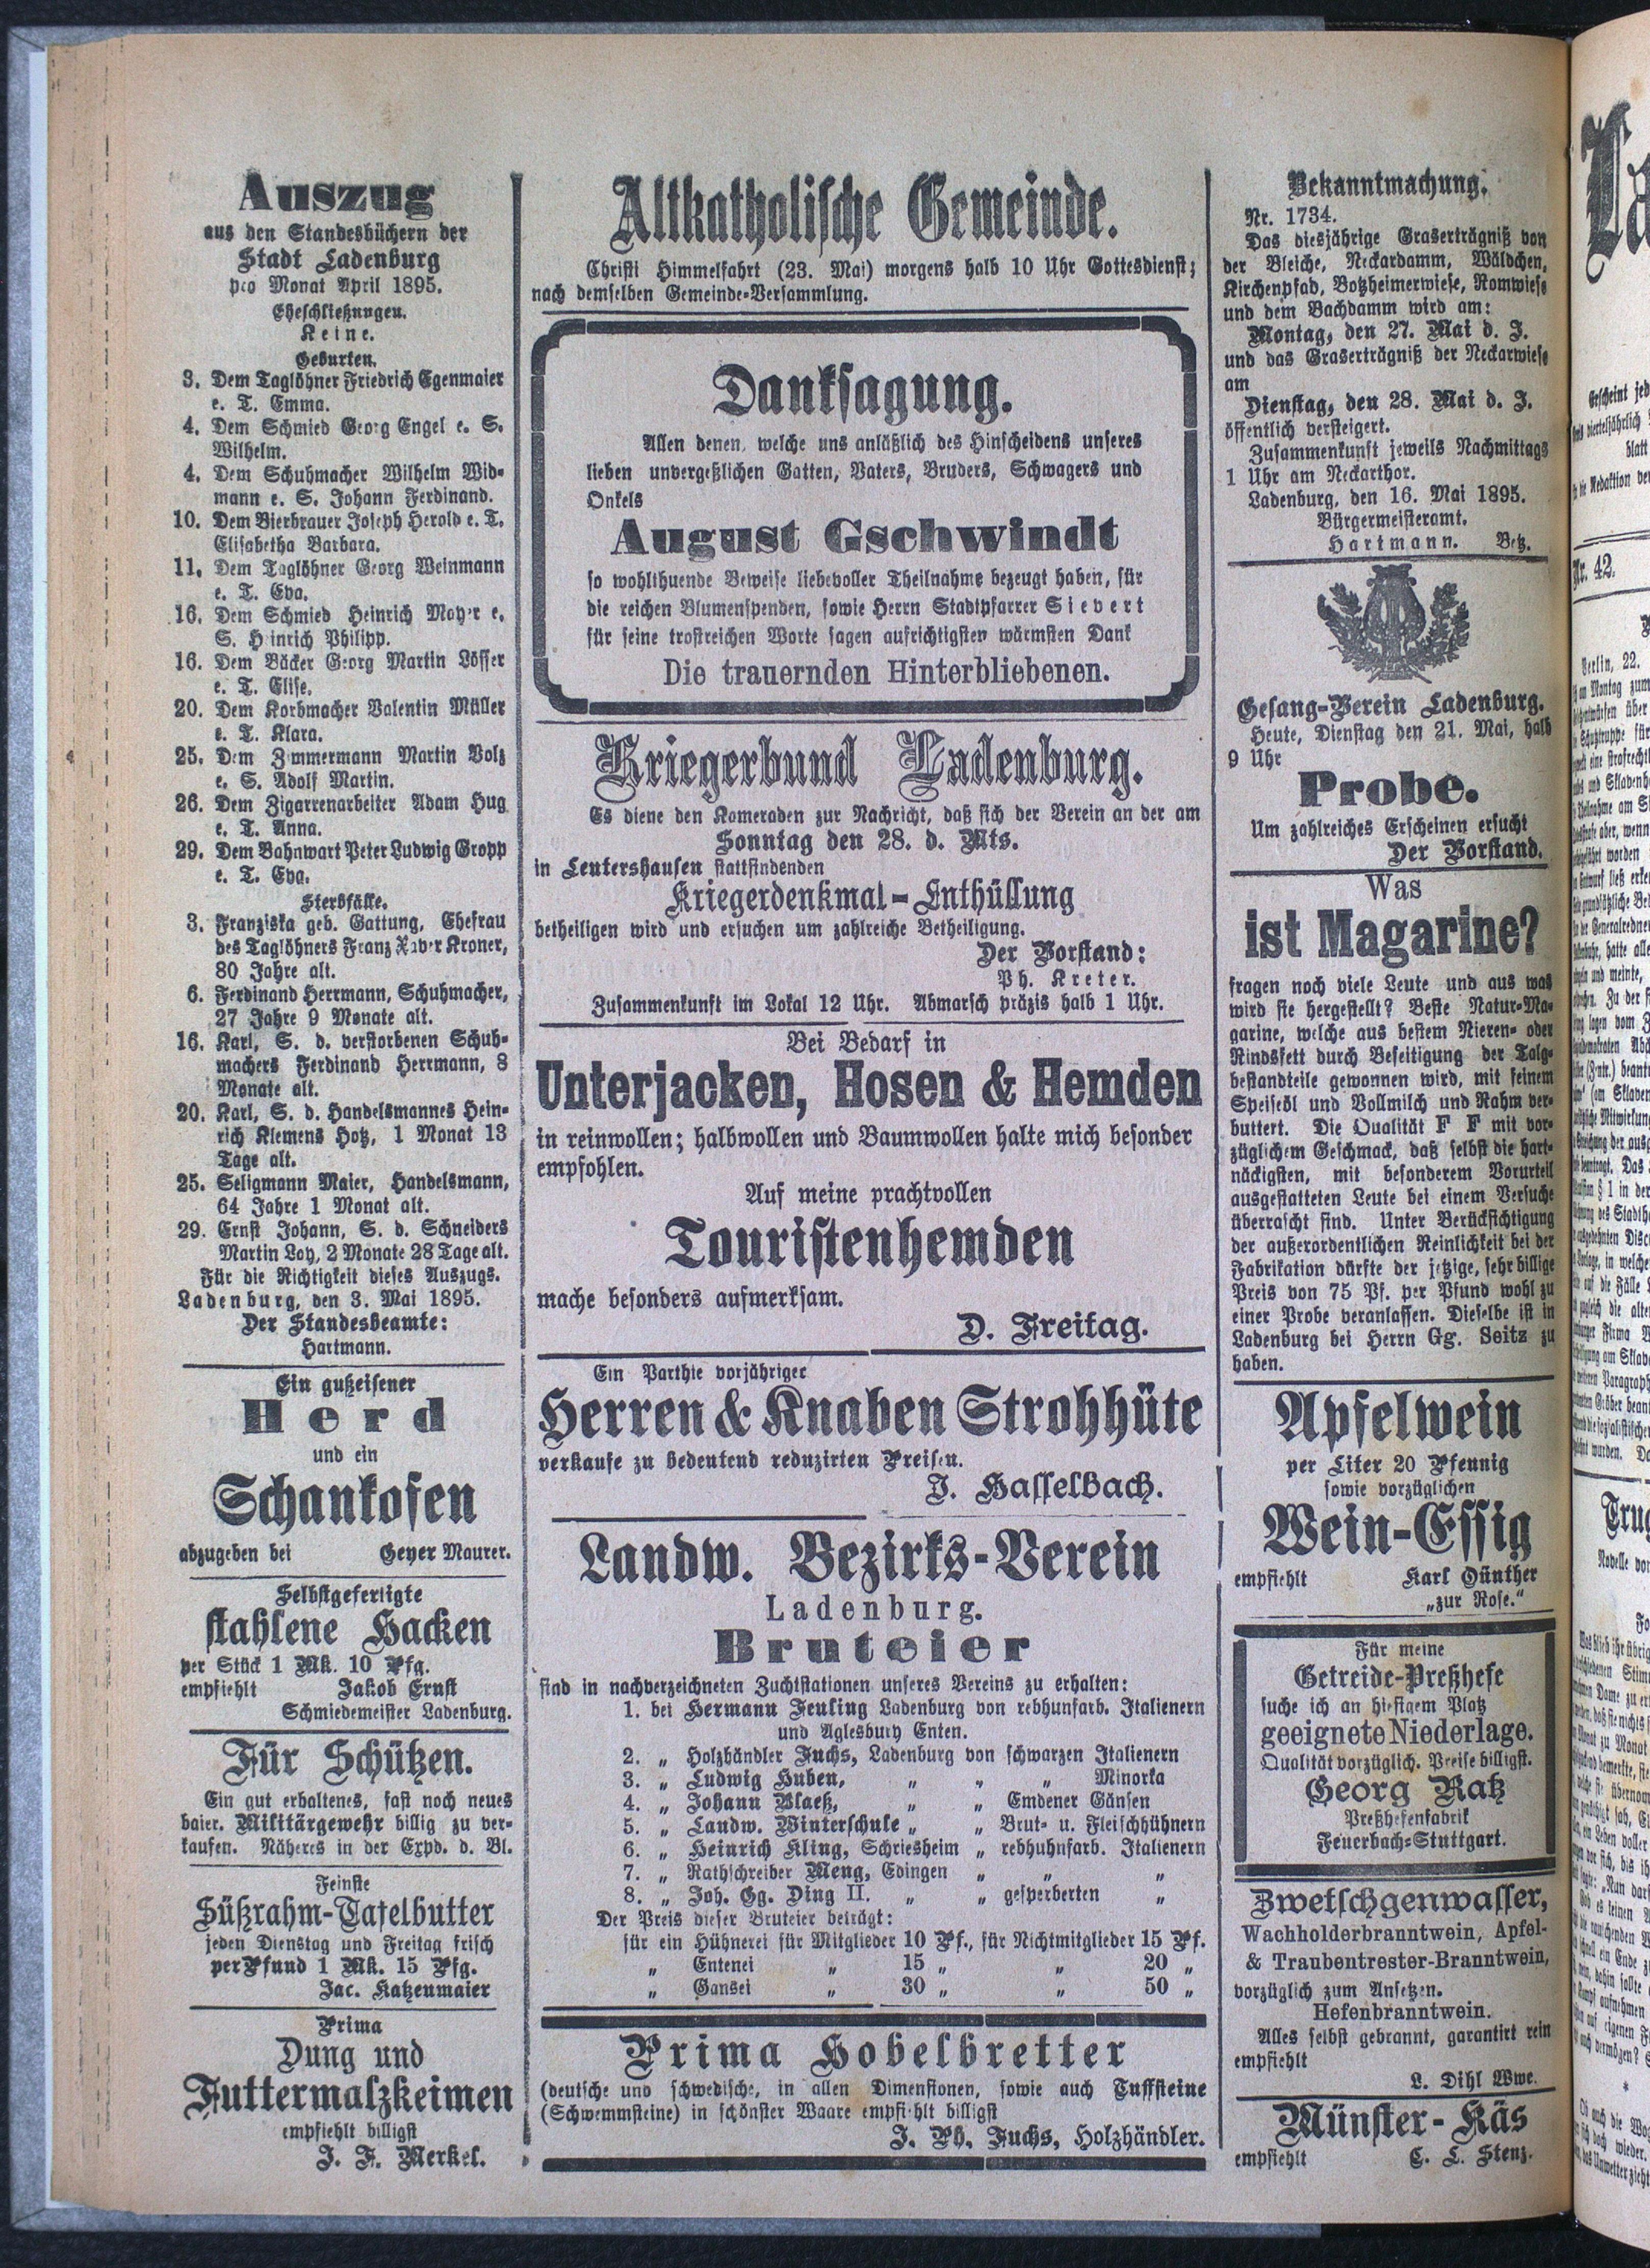 Auszug
aus den Standesbüchern der
Stadt Ladenburg
pro Monat April 1895.
Eheschließungen.
Keine.
Geburten.
3. Dem Taglöhner Friedrich Egenmaier
e. T. Emma.
4. Dem Schmied Georg Engel e. S.
Wilhelm.
4. Dem Schuhmacher Wilhelm Wid-
mann e. S. Johann Ferdinand.
10. Dem Bierbrauer Joseph Herold e. T.
Elisabetha Barbara.
11. Dem Taglöhner Georg Weinmann
e. T. Eva.
16. Dem Schmied Heinrich Mayer e.
S. Heinrich Philipp.
16. Dem Bäcker Georg Martin Löffer
e. T. Elise.
20. Dem Korbmacher Valentin Müller
e. T. Klara.
25. Dem Zimmermann Martin Volz
e. S. Adolf Martin.
26. Dem Zigarrenarbeiter Adam Hug
e. T. Anna.
29. Dem Bahnwart Peter Ludwig Gropp
e. T. Eva.
Sterbfälle.
3. Franziska geb. Gattung, Ehefrau
des Taglöhners Franz Xaver Kroner,
80 Jahre alt.
6. Ferdinand Herrmann, Schuhmacher,
27 Jahre 9 Monate alt.
16. Karl, S. d. verstorbenen Schuh-
machers Ferdinand Herrmann, 8
Monate alt.
20. Karl, S. d. Handelsmannes Hein-
rich Klemens Hotz, 1 Monat 13
Tage alt.
25. Seligmann Maier, Handelsmann,
64 Jahre 1 Monat alt.
29. Ernst Johann, S. d. Schneiders
Martin Loy, 2 Monate 28 Tage alt.
Für die Richtigkeit dieses Auszugs.
Ladenburg, den 3. Mai 1895.
Der Standesbeamte:
Hartmann.
Ein gußeisener
Herd
und ein
Schankofen
abzugeben bei Geyer Maurer.
Selbstgefertigte
stahlene Hacken
per Stück 1 Mk. 10 Pfg.
empfiehlt Jakob Ernst
Schmiedemeister Ladenburg.
Für Schützen.
Ein gut erhaltenes, fast noch neues
baier. Militärgewehr billig zu ver-
kaufen. Näheres in der Expd. d. Bl.
Feinste
Süßrahm-Tafelbutter
jeden Dienstag und Freitag frisch
per Pfund 1 Mk. 15 Pfg.
Jac. Katzenmaier
Prima
Dung und
Futtermalzkeimen
empfiehlt billigst
J. F. Merkel.
Altkatholische Gemeinde.
Christi Himmelfahrt (23. Mai) morgens halb 10 Uhr Gottesdienst;
nach demselben Gemeinde-Versammlung.
Danksagung.
Allen denen, welche uns anläßlich des Hinscheidens unseres
lieben unvergeßlichen Gatten, Vaters, Bruders, Schwagers und
Onkels
August Gschwindt
so wohlthuende Beweise liebevoller Theilnahme bezeugt haben, für
die reichen Blumenspenden, sowie Herrn Stadtpfarrer Sievert
für seine trostreichen Worte sagen aufrichtigsten wärmsten Dank
Die trauernden Hinterbliebenen.
Kriegerbund Ladenburg.
Es diene den Kameraden zur Nachricht, daß sich der Verein an der am
Sonntag den 28. d. Mts.
in Leutershausen stattfindenden
Kriegerdenkmal-Enthüllung
betheiligen wird und ersuchen um zahlreiche Betheiligung.
Der Vorstand:
Ph. Kreter.
Zusammenkunft im Lokal 12 Uhr. Abmarsch präzis halb 1 Uhr.
Bei Bedarf in
Unterjacken, Hosen & Hemden
in reinwollen; halbwollen und Baumwollen halte mich besonder
empfohlen.
Auf meine prachtvollen
Touristenhemden
mache besonders aufmerksam.
D. Freitag.
Ein Parthie vorjähriger
Herren & Knaben Strohhüte
verkaufe zu bedeutend reduzirten Preisen.
J. Hasselbach.
Landw. Bezirks-Verein
Ladenburg.
Bruteier
sind in nachverzeichneten Zuchtstationen unseres Vereins zu erhalten:
1. bei Hermann Feuling Ladenburg von rebhunfarb. Italienern
und Aglesbury Enten.
2. „ Holzhändler Fuchs, Ladenburg von schwarzen Italienern
3. „ Ludwig Huben, „ „ „ Minorka
4. „ Johann Blaeß, „ „ Emdener Gänsen
5. „ Landw. Winterschule „ „ Brut- u. Fleischhühnern
6. „ Heinrich Kling, Schriesheim „ rebhuhnfarb. Italienern
7. „ Rathschreiber Meng, Edingen „ „ „
8. „ Joh. Gg. Ding II. „ „ gesperberten „
Der Preis dieser Bruteier beträgt:
für ein Hühnerei für Mitglieder 10 Pf., für Nichtmitglieder 15 Pf.
„ Entenei „ 15 „ „ 20 „
„ Gansei „ 30 „ „ 50 „
Prima Hobelbretter
(deutsche und schwedische, in allen Dimensionen, sowie auch Tuffsteine
(Schwemmsteine) in schönster Waare empfiehlt billigst
J. Ph. Fuchs, Holzhändler.
Bekanntmachung.
Nr. 1734.
Das diesjährige Graserträgniß von
der Bleiche, Neckardamm, Wäldchen,
Kirchenpfad, Botzheimerwiese, Romwiese
und dem Bachdamm wird am:
Montag, den 27. Mai d. J.
und das Graserträgniß der Neckarwiese
am
Dienstag, den 28. Mai d. J.
öffentlich versteigert.
Zusammenkunft jeweils Nachmittags
1 Uhr am Neckarthor.
Ladenburg, den 16. Mai 1895.
Bürgermeisteramt.
Hartmann. Betz.
Gesang-Verein Ladenburg.
Heute, Dienstag den 21. Mai, halb
9 Uhr
Probe.
Um zahlreiches Erscheinen ersucht
Der Vorstand.
Was
ist Magarine?
fragen noch viele Leute und aus was
wird sie hergestellt? Beste Natur-Ma-
garine, welche aus bestem Nieren- oder
Rindsfett durch Beseitigung der Talg-
bestandteile gewonnen wird, mit feinem
Speiseöl und Vollmilch und Rahm ver-
buttert. Die Qualität F F mit vor-
züglichem Geschmack, daß selbst die hart-
näckigsten, mit besonderem Vorurteil
ausgestatteten Leute bei einem Versuche
überrascht sind. Unter Berücksichtigung
der außerordentlichen Reinlichkeit bei der
Fabrikation dürfte der jetzige, sehr billige
Preis von 75 Pf. per Pfund wohl zu
einer Probe veranlassen. Dieselbe ist in
Ladenburg bei Herrn Gg. Seitz zu
haben.
Apfelwein
per Liter 20 Pfennig
sowie vorzüglichen
Wein-Essig
empfiehlt Karl Günther
„zur Rose.“
Für meine
Getreide-Preßhefe
suche ich an hiesigem Platz
geeignete Niederlage.
Qualität vorzüglich. Preise billigst.
Georg Ratz
Preßhefenfabrik
Feuerbach-Stuttgart.
Zwetschgenwasser,
Wachholderbranntwein, Apfel-
& Traubentrester-Branntwein,
vorzüglich zum Ansetzen.
Hefenbranntwein.
Alles selbst gebrannt, garantirt rein
empfiehlt
L. Dihl Wwe.
Münster-Käs
empfiehlt C. L. Stenz.
Nr. 42.
Berlin, 22.